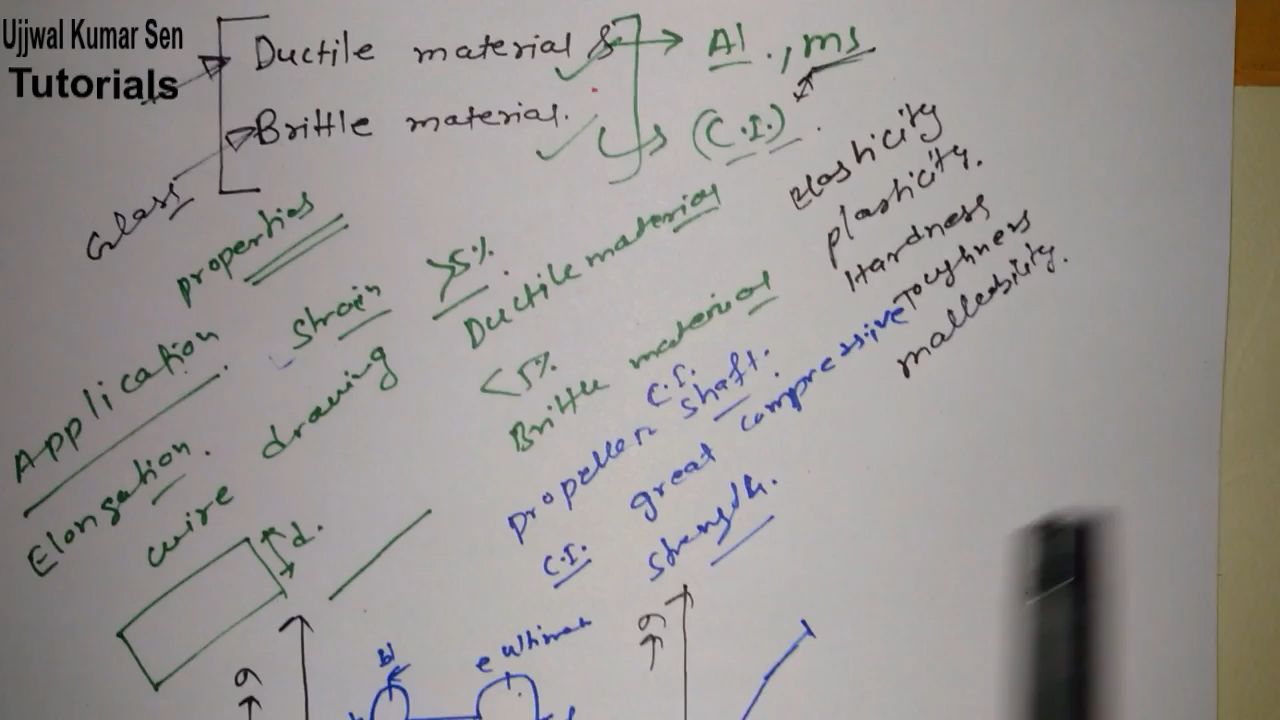 Ujjwal Kumar Sen
Tutorials
Ductile material & → Al., ms
Brittle material. (C.I.).
Glass
properties
Elasticity
plasticity.
Hardness
Toughness
malleability.
Application.
strain
>5%.
Ductile material
<5%
Brittle material
Elongation.
wire drawing
C.I.
propeller shaft.
C.I. great compressive
strength.
d.
σ
e ultimate
σ